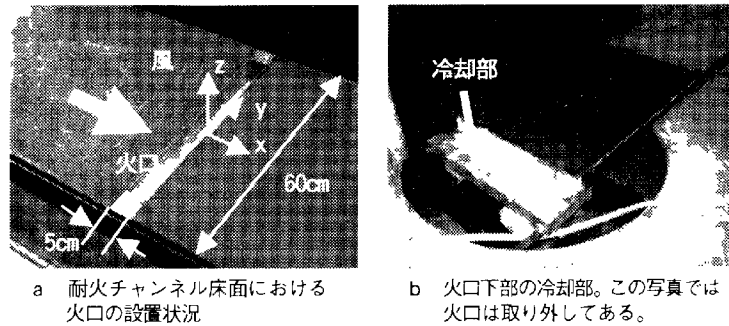 風
z
y
x
火口
60cm
5cm
a 耐火チャンネル床面における
火口の設置状況
冷却部
b 火口下部の冷却部。この写真では
火口は取り外してある。